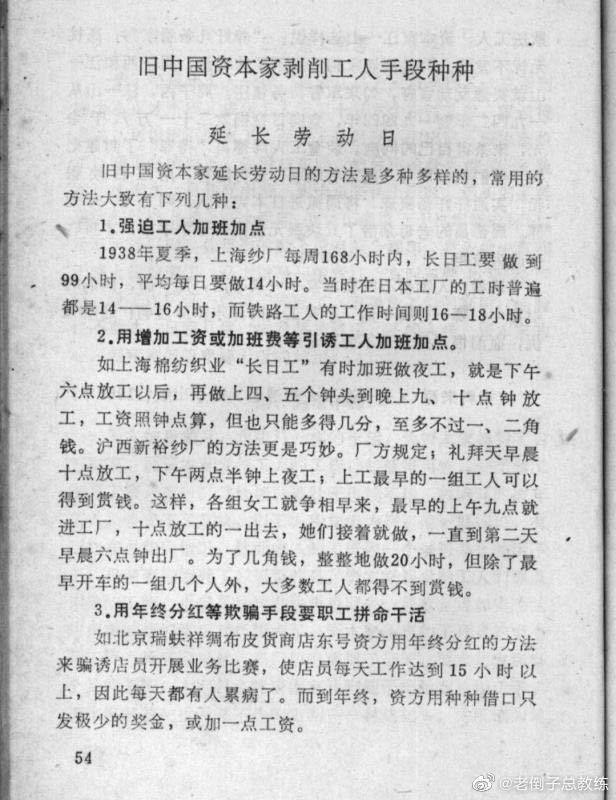 旧中国资本家剥削工人手段种种
延长劳动日
旧中国资本家延长劳动日的方法是多种多样的，常用的
方法大致有下列几种：
1.强迫工人加班加点
1938年夏季，上海纱厂每周168小时内，长日工要做到
99小时，平均每日要做14小时。当时在日本工厂的工时普遍
都是14——16小时，而铁路工人的工作时间则16—18小时。
2.用增加工资或加班费等引诱工人加班加点。
如上海棉纺织业“长日工”有时加班做夜工，就是下午
六点放工以后，再做上四、五个钟头到晚上九、十点钟放
工，工资照钟点算，但也只能多得几分，至多不过一、二角
钱。沪西新裕纱厂的方法更是巧妙。厂方规定；礼拜天早晨
十点放工，下午两点半钟上夜工；上工最早的一组工人可以
得到赏钱。这样，各组女工就争相早来，最早的上午九点就
进工厂，十点放工的一出去，她们接着就做，一直到第二天
早晨六点钟出厂。为了几角钱，整整地做20小时，但除了最
早开车的一组几个人外，大多数工人都得不到赏钱。
3.用年终分红等欺骗手段要职工拼命干活
如北京瑞蚨祥绸布皮货商店东号资方用年终分红的方法
来骗诱店员开展业务比赛，使店员每天工作达到15小时以
上，因此每天都有人累病了。而到年终，资方用种种借口只
发极少的奖金，或加一点工资。
54
@老倒子总教练